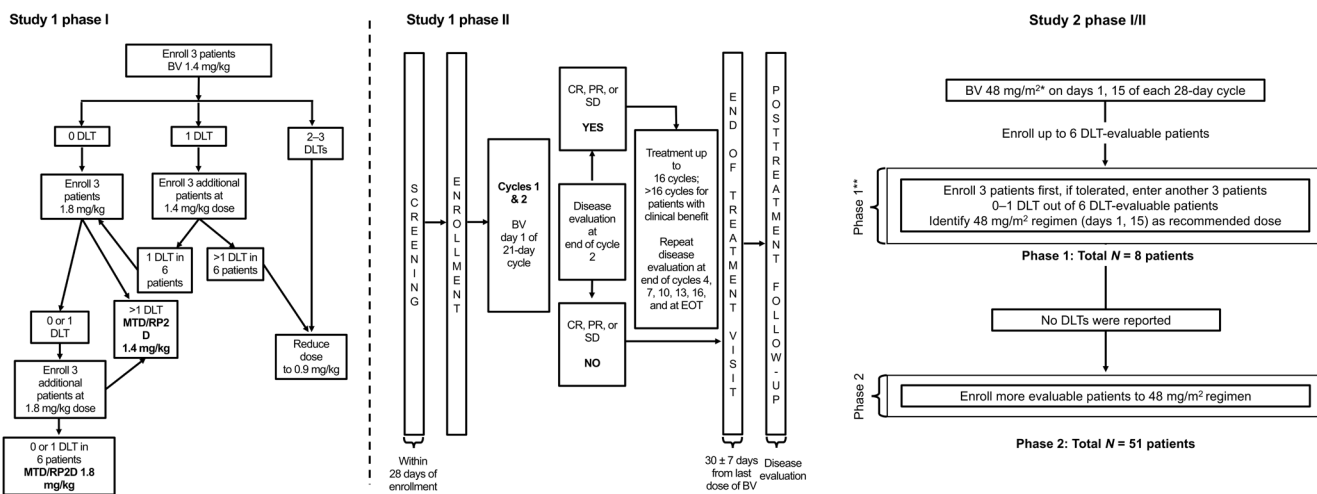 Study 1 phase I
Enroll 3 patients
BV 1.4 mg/kg
0 DLT
1 DLT
2–3
DLTs
Enroll 3
patients
1.8 mg/kg
Enroll 3 additional
patients at
1.4 mg/kg dose
1 DLT in
6
patients
>1 DLT in
6 patients
0 or 1
DLT
>1 DLT
MTD/RP2
D
1.4 mg/kg
Reduce
dose
to 0.9 mg/kg
Enroll 3
additional
patients at
1.8 mg/kg dose
0 or 1 DLT in
6 patients
MTD/RP2D 1.8
mg/kg
Study 1 phase II
SCREENING
Within
28 days of
enrollment
ENROLLMENT
Cycles 1
& 2
BV
day 1 of
21-day
cycle
CR, PR, or
SD
YES
Disease
evaluation
at
end of cycle
2
CR, PR, or
SD
NO
Treatment up
to
16 cycles;
>16 cycles for
patients with
clinical benefit
Repeat
disease
evaluation at
end of cycles 4,
7, 10, 13, 16,
and at EOT
END OF TREATMENT VISIT
30 ± 7 days
from last
dose of BV
POSTTREATMENT FOLLOW-UP
Disease
evaluation
Study 2 phase I/II
BV 48 mg/m²* on days 1, 15 of each 28-day cycle
Enroll up to 6 DLT-evaluable patients
Phase 1**
Enroll 3 patients first, if tolerated, enter another 3 patients
0–1 DLT out of 6 DLT-evaluable patients
Identify 48 mg/m² regimen (days 1, 15) as recommended dose
Phase 1: Total N = 8 patients
No DLTs were reported
Phase 2
Enroll more evaluable patients to 48 mg/m² regimen
Phase 2: Total N = 51 patients